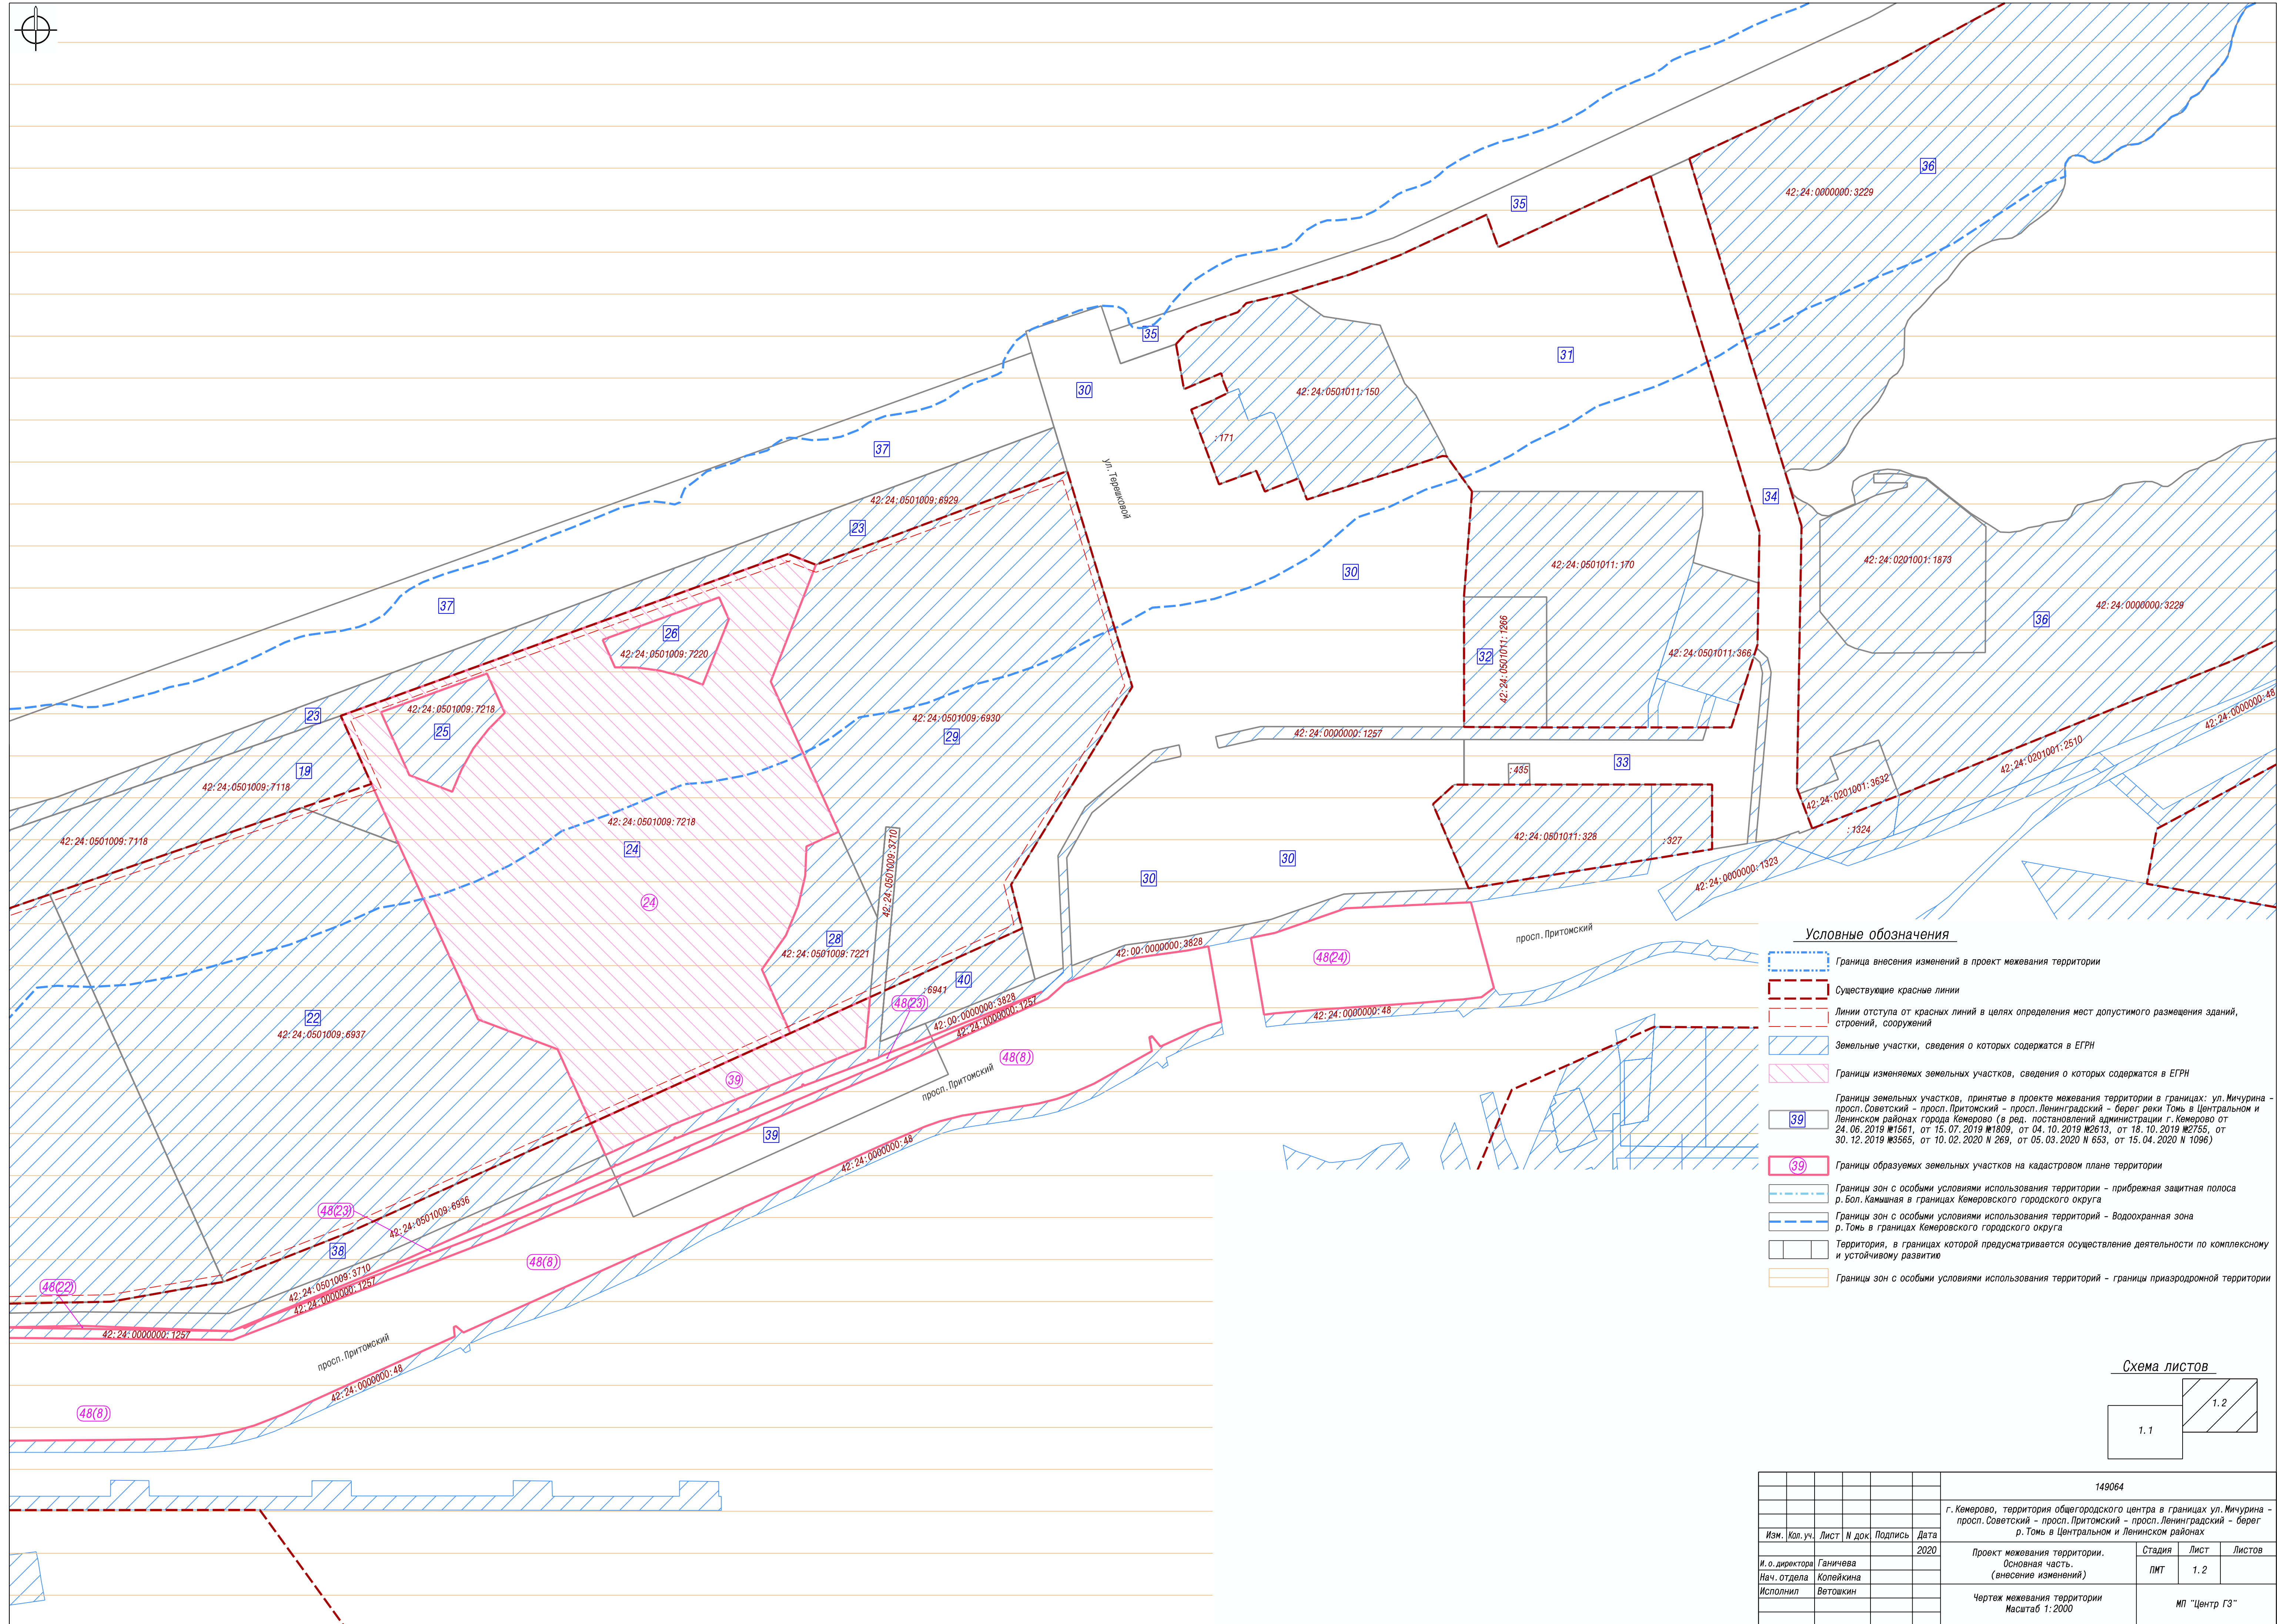 36
42:24:0000000:3229
35
35
30
31
42:24:0501011:150
:171
37
ул.Терешковой
42:24:0501009:6929
23
34
30
42:24:0501011:170
42:24:0201001:1873
42:24:0000000:3229
36
37
26
42:24:0501009:7220
42:24:0501011:1266
32
42:24:0501011:366
42:24:0000000:48
23
42:24:0501009:7218
25
42:24:0501009:6930
29
42:24:0000000:1257
19
42:24:0501009:7118
33
:435
42:24:0201001:2510
42:24:0201001:3632
42:24:0501009:7118
42:24:0501009:7218
24
42:24:0501009:3710
30
30
42:24:0501011:328
:327
:1324
42:24:0000000:1323
24
28
42:24:0501009:7221
42:00:0000000:3828
просп.Притомский
48(24)
40
:6941
48(23)
42:00:0000000:3828
42:24:0000000:1257
42:24:0000000:48
22
42:24:0501009:6937
48(8)
39
просп.Притомский
39
42:24:0000000:48
48(23)
42:24:0501009:6936
38
48(8)
42:24:0501009:3710
42:24:0000000:1257
48(22)
42:24:0000000:1257
просп.Притомский
42:24:0000000:48
48(8)
Условные обозначения
Граница внесения изменений в проект межевания территории
Существующие красные линии
Линии отступа от красных линий в целях определения мест допустимого размещения зданий,
строений, сооружений
Земельные участки, сведения о которых содержатся в ЕГРН
Границы изменяемых земельных участков, сведения о которых содержатся в ЕГРН
Границы земельных участков, принятые в проекте межевания территории в границах: ул.Мичурина -
просп.Советский - просп.Притомский - просп.Ленинградский - берег реки Томь в Центральном и
39 Ленинском районах города Кемерово (в ред. постановлений администрации г.Кемерово от
24.06.2019 №1561, от 15.07.2019 №1809, от 04.10.2019 №2613, от 18.10.2019 №2755, от
30.12.2019 №3565, от 10.02.2020 N 269, от 05.03.2020 N 653, от 15.04.2020 N 1096)
39 Границы образуемых земельных участков на кадастровом плане территории
Границы зон с особыми условиями использования территории - прибрежная защитная полоса
р.Бол.Камышная в границах Кемеровского городского округа
Границы зон с особыми условиями использования территорий - Водоохранная зона
р.Томь в границах Кемеровского городского округа
Территория, в границах которой предусматривается осуществление деятельности по комплексному
и устойчивому развитию
Границы зон с особыми условиями использования территорий - границы приаэродромной территории
Схема листов
1.2
1.1
149064
г.Кемерово, территория общегородского центра в границах ул.Мичурина -
просп.Советский - просп.Притомский - просп.Ленинградский - берег
р.Томь в Центральном и Ленинском районах
Изм. Кол.уч. Лист N док. Подпись Дата
2020
Проект межевания территории.
Основная часть.
(внесение изменений)
Стадия Лист Листов
ПМТ 1.2
И.о.директора Ганичева
Нач.отдела Копейкина
Исполнил Ветошкин
Чертеж межевания территории
Масштаб 1:2000
МП "Центр ГЗ"